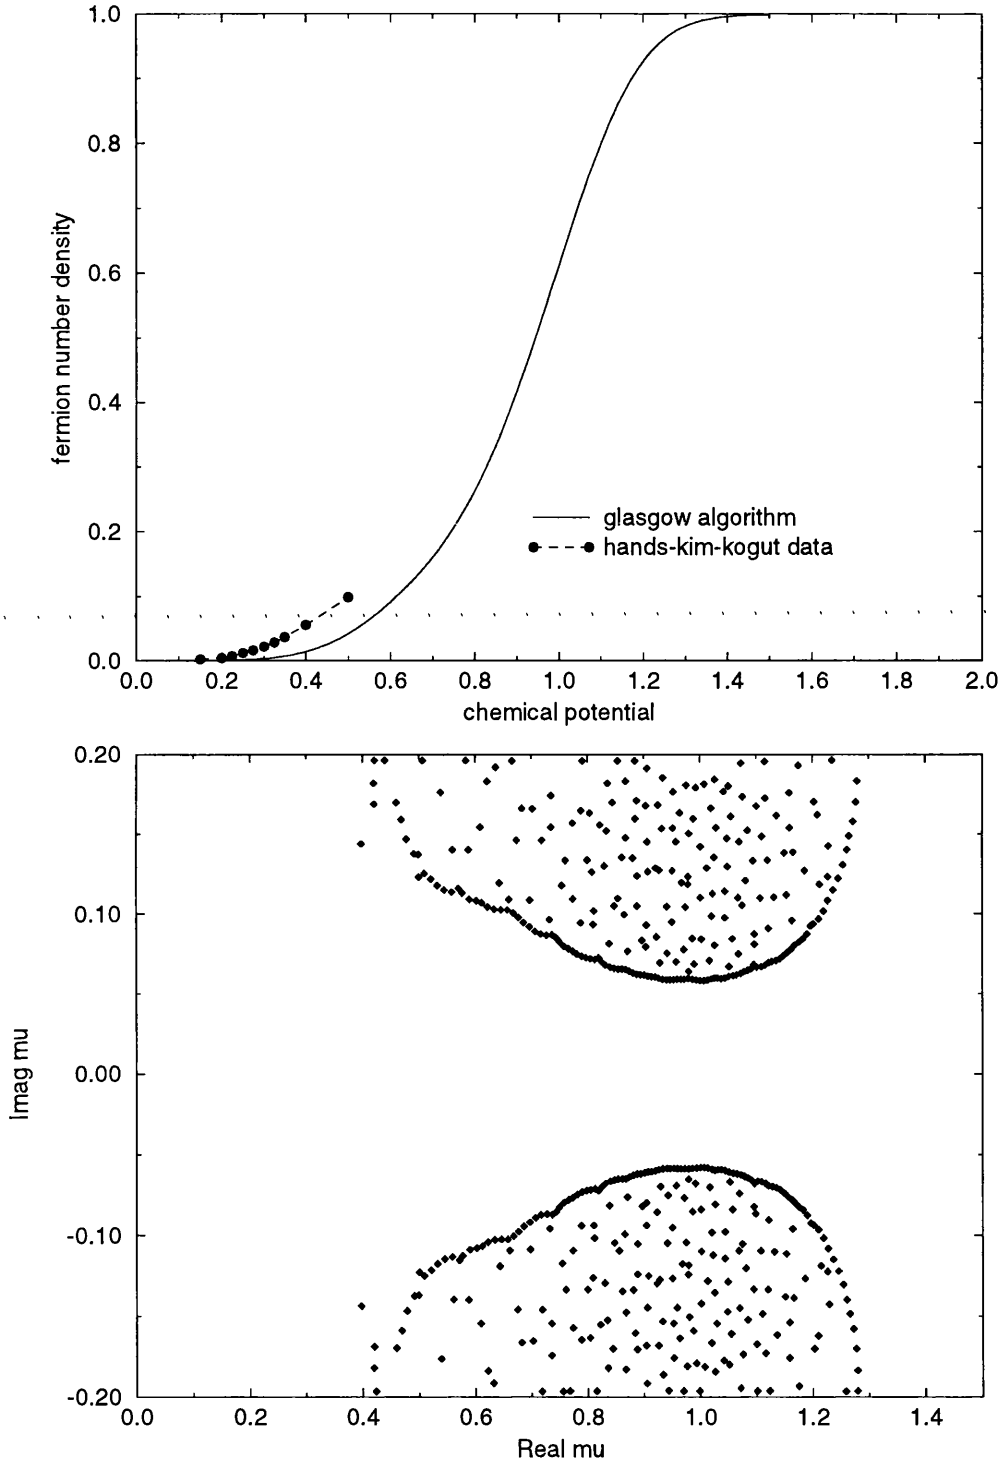 1.0
0.8
0.6
0.4
0.2
0.0
fermion number density
glasgow algorithm
hands-kim-kogut data
0.0 0.2 0.4 0.6 0.8 1.0 1.2 1.4 1.6 1.8 2.0
chemical potential
0.20
0.10
0.00
-0.10
-0.20
Imag mu
0.0 0.2 0.4 0.6 0.8 1.0 1.2 1.4
Real mu